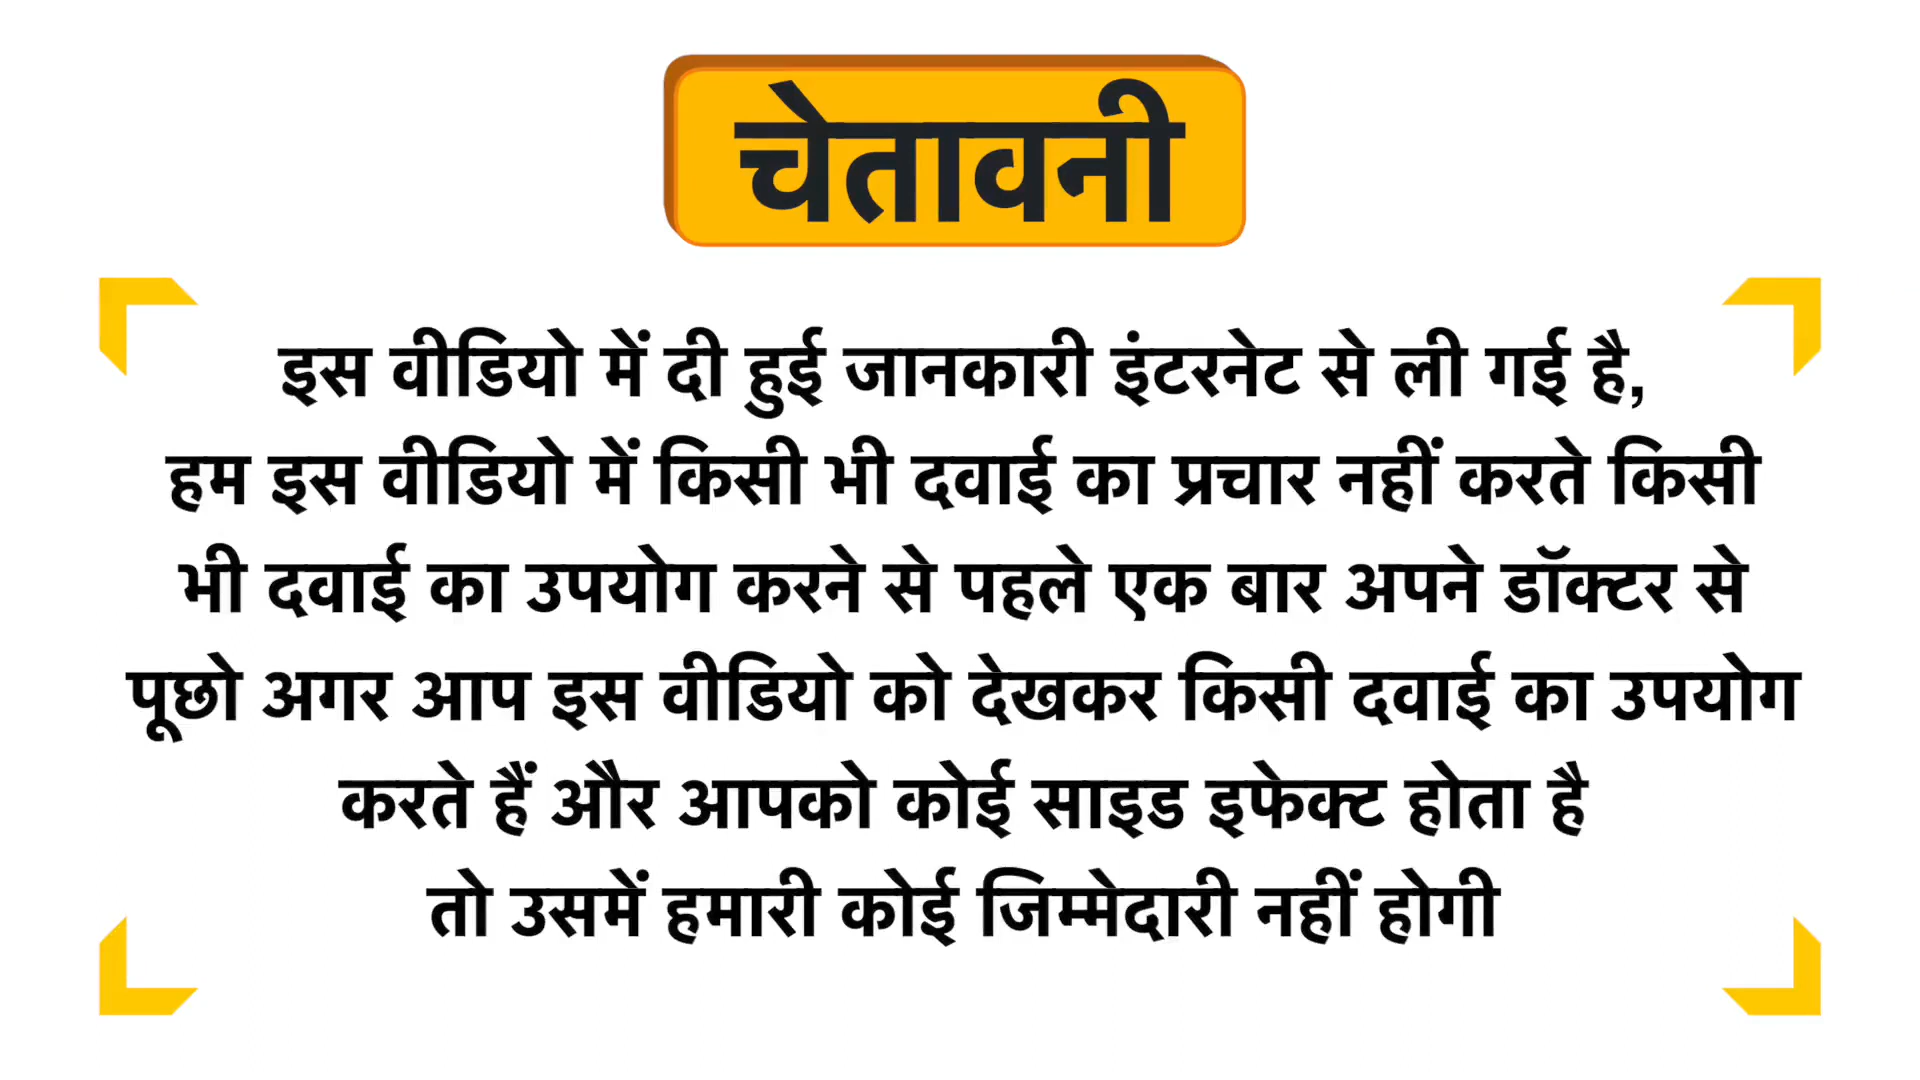 चेतावनी
इस वीडियो में दी हुई जानकारी इंटरनेट से ली गई है,
हम इस वीडियो में किसी भी दवाई का प्रचार नहीं करते किसी
भी दवाई का उपयोग करने से पहले एक बार अपने डॉक्टर से
पूछो अगर आप इस वीडियो को देखकर किसी दवाई का उपयोग
करते हैं और आपको कोई साइड इफेक्ट होता है
तो उसमें हमारी कोई जिम्मेदारी नहीं होगी